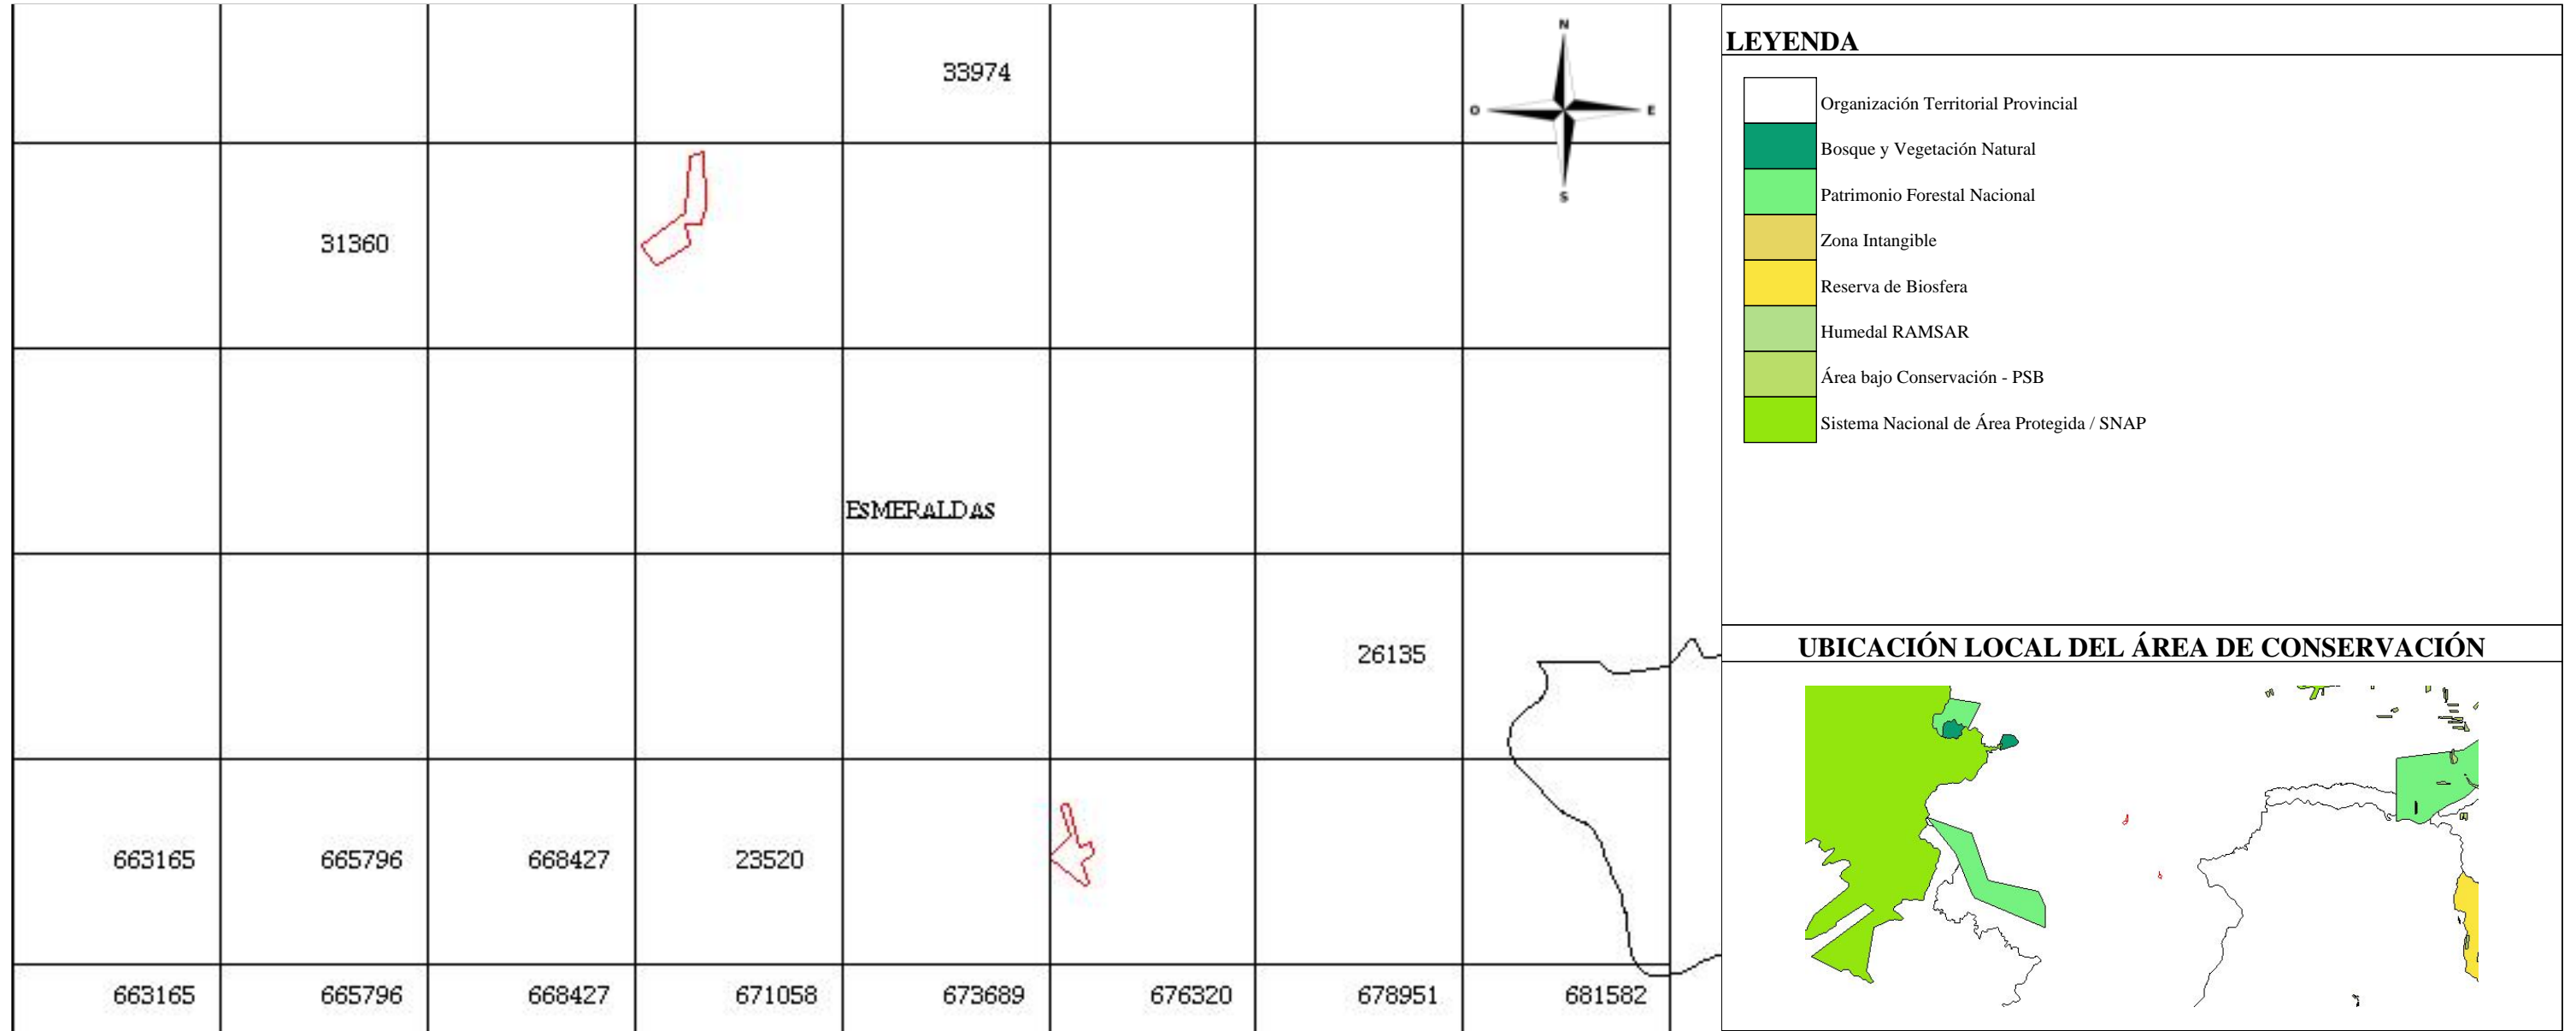 33974
N
O E
S
31360
ESMERALDAS
26135
663165 665796 668427 23520
663165 665796 668427 671058 673689 676320 678951 681582
LEYENDA
Organización Territorial Provincial
Bosque y Vegetación Natural
Patrimonio Forestal Nacional
Zona Intangible
Reserva de Biosfera
Humedal RAMSAR
Área bajo Conservación - PSB
Sistema Nacional de Área Protegida / SNAP
UBICACIÓN LOCAL DEL ÁREA DE CONSERVACIÓN